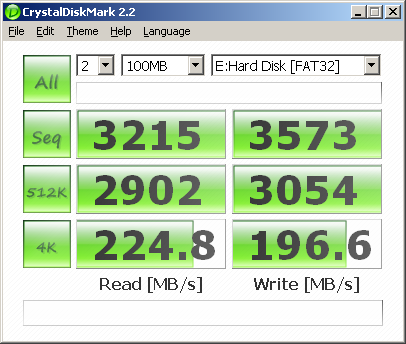 CrystalDiskMark 2.2
File Edit Theme Help Language
All 2 100MB E:Hard Disk [FAT32]
Seq 3215 3573
512K 2902 3054
4K 224.8 196.6
Read [MB/s] Write [MB/s]